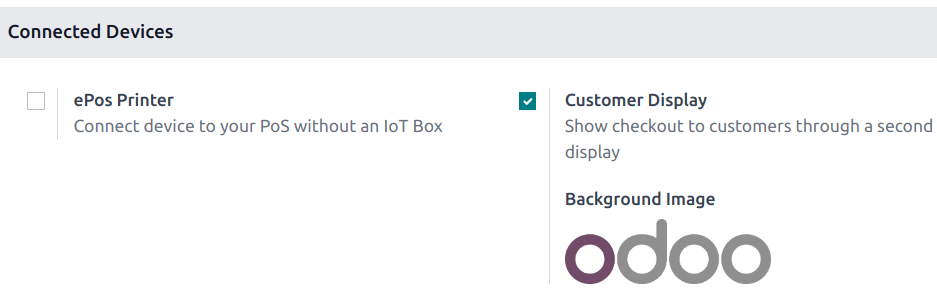 Connected Devices
ePos Printer
Connect device to your PoS without an IoT Box
Customer Display
Show checkout to customers through a second
display
Background Image
odoo